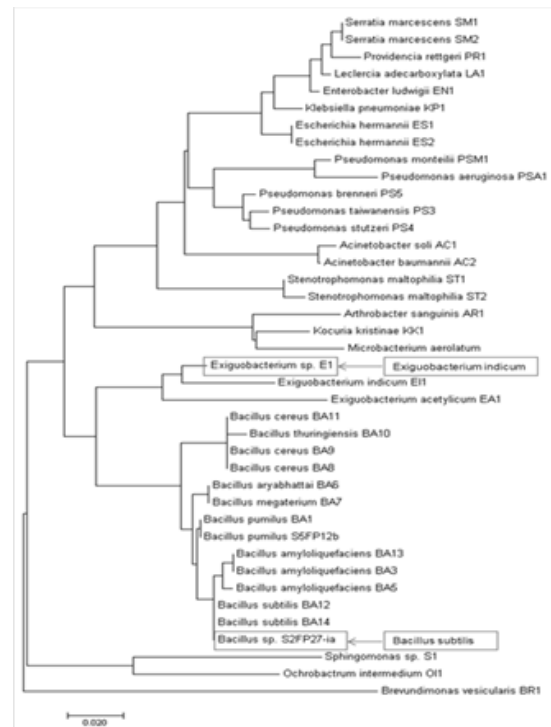 Serratia marcescens SM1
Serratia marcescens SM2
Providencia rettgeri PR1
Leclercia adecarboxylata LA1
Enterobacter ludwigii EN1
Klebsiella pneumoniae KP1
Escherichia hermannii ES1
Escherichia hermannii ES2
Pseudomonas monteilii PSM1
Pseudomonas aeruginosa PSA1
Pseudomonas brenneri PS5
Pseudomonas taiwanensis PS3
Pseudomonas stutzeri PS4
Acinetobacter soli AC1
Acinetobacter baumannii AC2
Stenotrophomonas maltophilia ST1
Stenotrophomonas maltophilia ST2
Arthrobacter sanguinis AR1
Kocuria kristinae KK1
Microbacterium aerolatum
Exiguobacterium sp. E1 Exiguobacterium indicum
Exiguobacterium indicum EI1
Exiguobacterium acetylicum EA1
Bacillus cereus BA11
Bacillus thuringiensis BA10
Bacillus cereus BA9
Bacillus cereus BA8
Bacillus aryabhattai BA6
Bacillus megaterium BA7
Bacillus pumilus BA1
Bacillus pumilus S5FP12b
Bacillus amyloliquefaciens BA13
Bacillus amyloliquefaciens BA3
Bacillus amyloliquefaciens BA5
Bacillus subtilis BA12
Bacillus subtilis BA14
Bacillus sp. S2FP27-ia Bacillus subtilis
Sphingomonas sp. S1
Ochrobactrum intermedium OI1
Brevundimonas vesicularis BR1
0.020